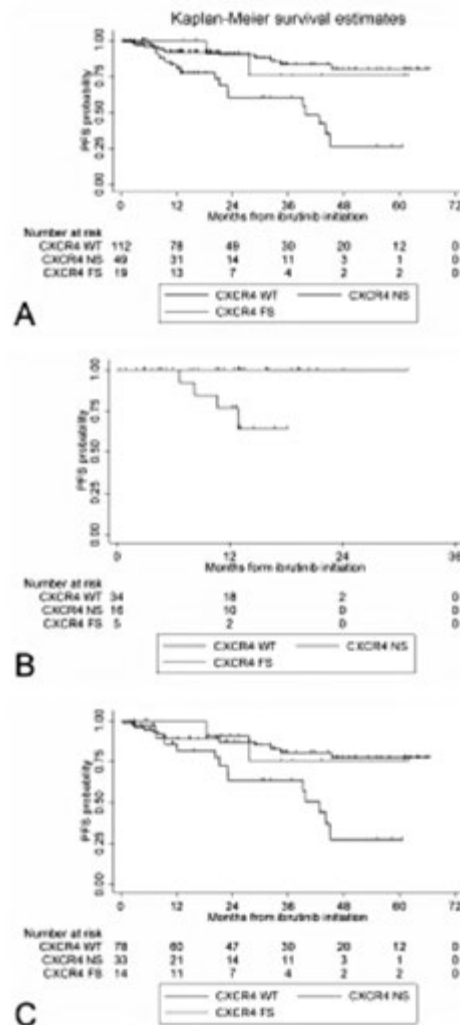 Kaplan-Meier survival estimates
PFS probability
1.00
0.75
0.50
0.25
0.00
0 12 24 36 48 60 72
Months from ibrutinib initiation
Number at risk
CXCR4 WT 112 78 49 30 20 12 0
CXCR4 NS 49 31 14 11 3 1 0
CXCR4 FS 19 13 7 4 2 2 0
CXCR4 WT CXCR4 NS
CXCR4 FS
A
PFS probability
1.00
0.75
0.50
0.25
0.00
0 12 24 36
Months form ibrutinib initiation
Number at risk
CXCR4 WT 34 18 2 0
CXCR4 NS 16 10 0 0
CXCR4 FS 5 2 0 0
CXCR4 WT CXCR4 NS
CXCR4 FS
B
PFS probability
1.00
0.75
0.50
0.25
0.00
0 12 24 36 48 60 72
Months from ibrutinib initiation
Number at risk
CXCR4 WT 78 60 47 30 20 12 0
CXCR4 NS 33 21 14 11 3 1 0
CXCR4 FS 14 11 7 4 2 2 0
CXCR4 WT CXCR4 NS
CXCR4 FS
C